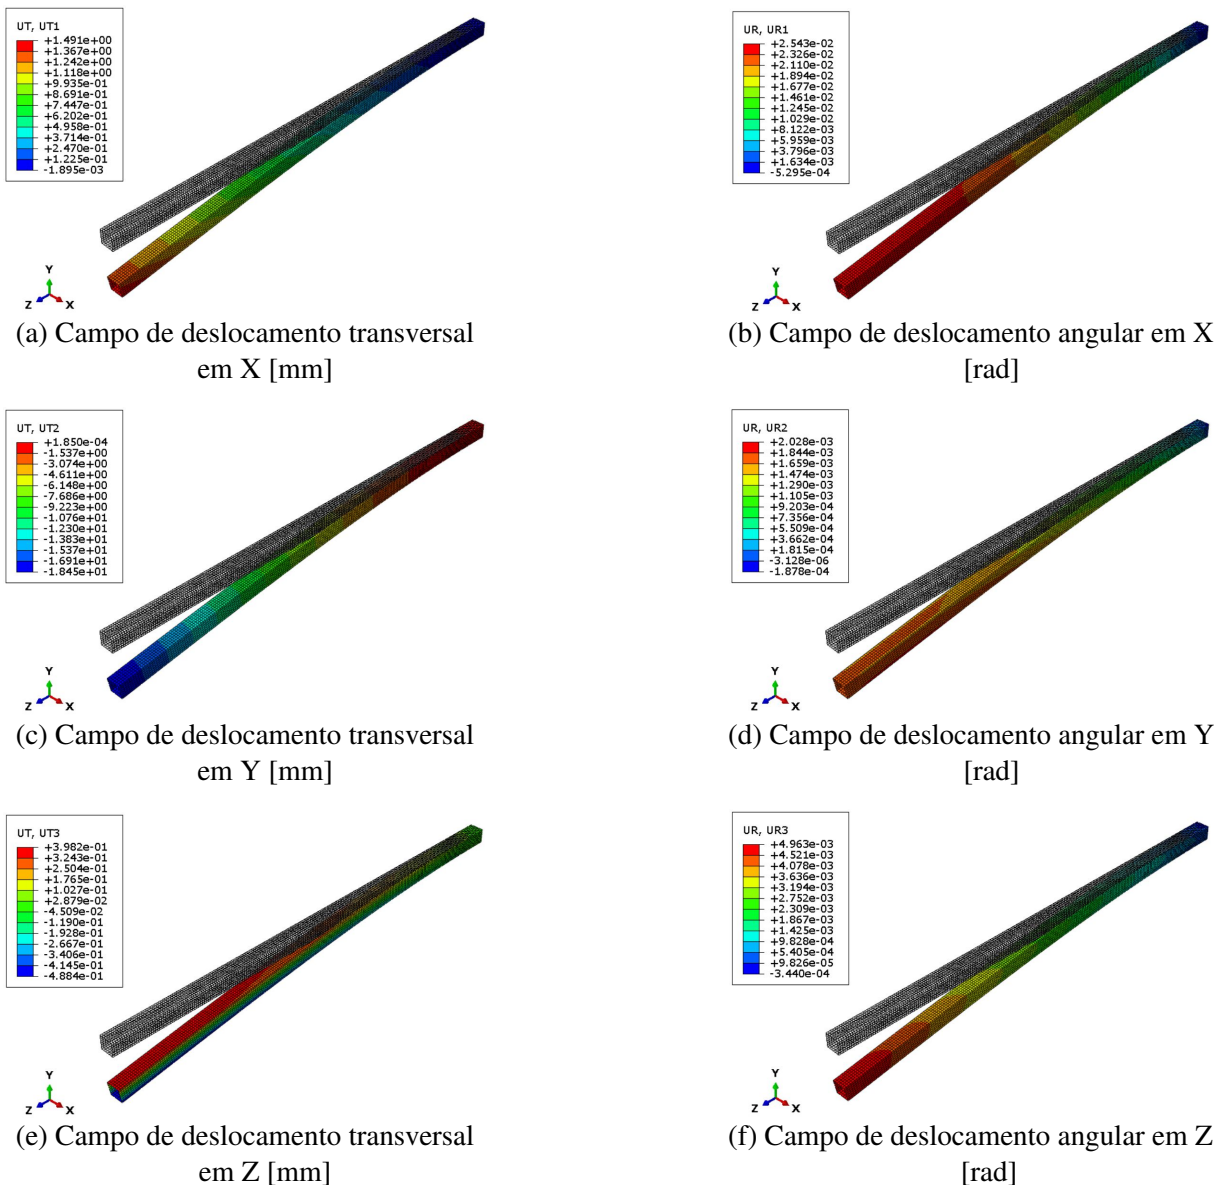 UT, UT1
+1.491e+00
+1.367e+00
+1.242e+00
+1.118e+00
+9.935e-01
+8.691e-01
+7.447e-01
+6.202e-01
+4.958e-01
+3.714e-01
+2.470e-01
+1.225e-01
-1.895e-03
Y
Z X
(a) Campo de deslocamento transversal
em X [mm]
UR, UR1
+2.543e-02
+2.326e-02
+2.110e-02
+1.894e-02
+1.677e-02
+1.461e-02
+1.245e-02
+1.029e-02
+8.122e-03
+5.959e-03
+3.796e-03
+1.634e-03
-5.295e-04
Y
Z X
(b) Campo de deslocamento angular em X
[rad]
UT, UT2
+1.850e-04
-1.537e+00
-3.074e+00
-4.611e+00
-6.148e+00
-7.686e+00
-9.223e+00
-1.076e+01
-1.230e+01
-1.383e+01
-1.537e+01
-1.691e+01
-1.845e+01
Y
Z X
(c) Campo de deslocamento transversal
em Y [mm]
UR, UR2
+2.028e-03
+1.844e-03
+1.659e-03
+1.474e-03
+1.290e-03
+1.105e-03
+9.203e-04
+7.356e-04
+5.509e-04
+3.662e-04
+1.815e-04
-3.128e-06
-1.878e-04
Y
Z X
(d) Campo de deslocamento angular em Y
[rad]
UT, UT3
+3.982e-01
+3.243e-01
+2.504e-01
+1.765e-01
+1.027e-01
+2.879e-02
-4.509e-02
-1.190e-01
-1.928e-01
-2.667e-01
-3.406e-01
-4.145e-01
-4.884e-01
Y
Z X
(e) Campo de deslocamento transversal
em Z [mm]
UR, UR3
+4.963e-03
+4.521e-03
+4.078e-03
+3.636e-03
+3.194e-03
+2.752e-03
+2.309e-03
+1.867e-03
+1.425e-03
+9.828e-04
+5.405e-04
+9.826e-05
-3.440e-04
Y
Z X
(f) Campo de deslocamento angular em Z
[rad]